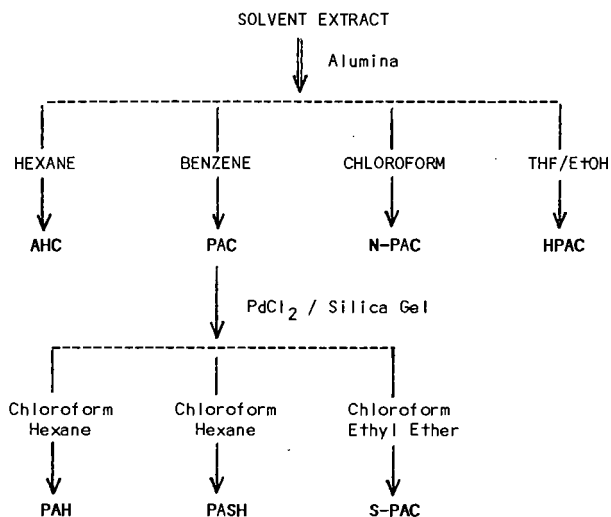 SOLVENT EXTRACT
Alumina
HEXANE BENZENE CHLOROFORM THF/EtOH
AHC PAC N-PAC HPAC
PdCl2 / Silica Gel
Chloroform Chloroform Chloroform
Hexane Hexane Ethyl Ether
PAH PASH S-PAC